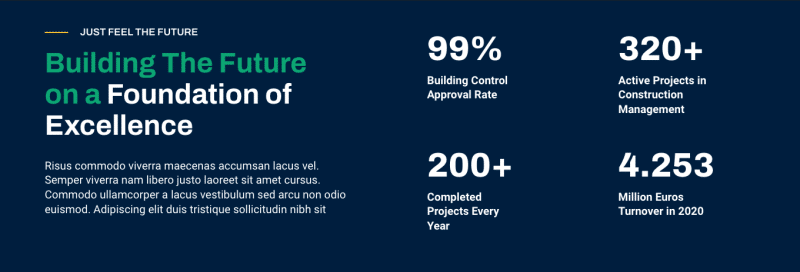 JUST FEEL THE FUTURE
Building The Future
on a Foundation of
Excellence
Risus commodo viverra maecenas accumsan lacus vel.
Semper viverra nam libero justo laoreet sit amet cursus.
Commodo ullamcorper a lacus vestibulum sed arcu non odio
euismod. Adipiscing elit duis tristique sollicitudin nibh sit
99%
Building Control
Approval Rate
320+
Active Projects in
Construction
Management
200+
Completed
Projects Every
Year
4.253
Million Euros
Turnover in 2020